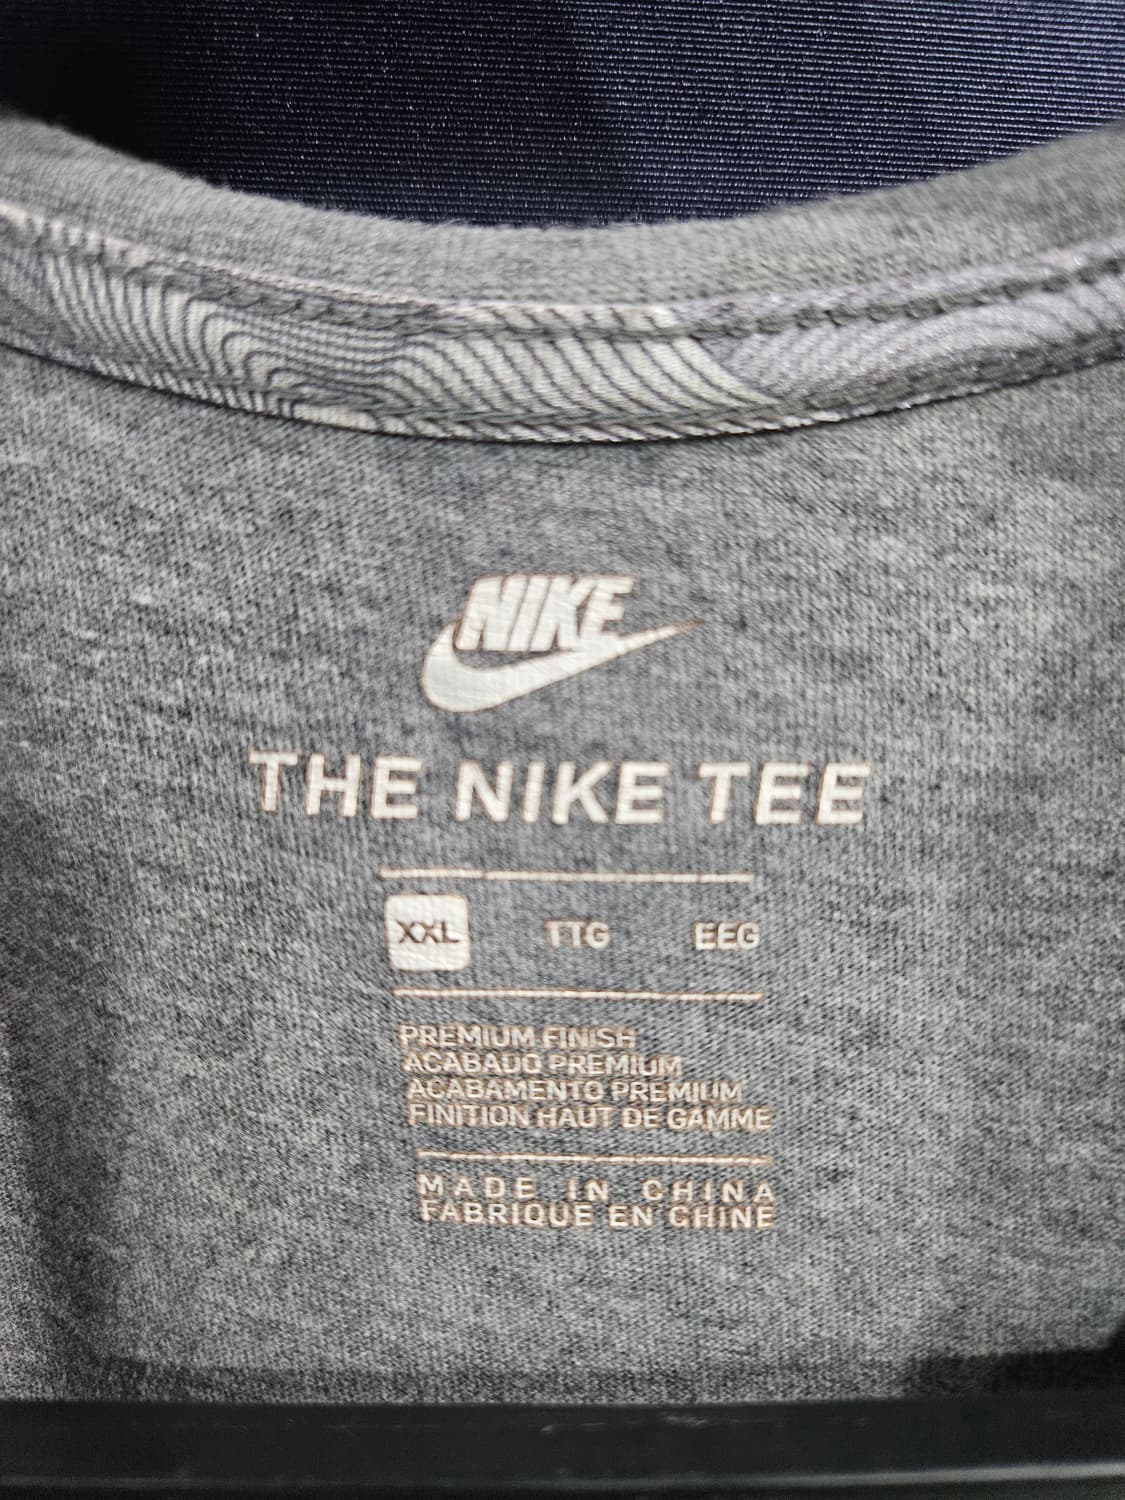 NIKE
THE NIKE TEE
XXL TTG EEG
PREMIUM FINISH
ACABADO PREMIUM
ACABAMENTO PREMIUM
FINITION HAUT DE GAMME
MADE IN CHINA
FABRIQUE EN CHINE